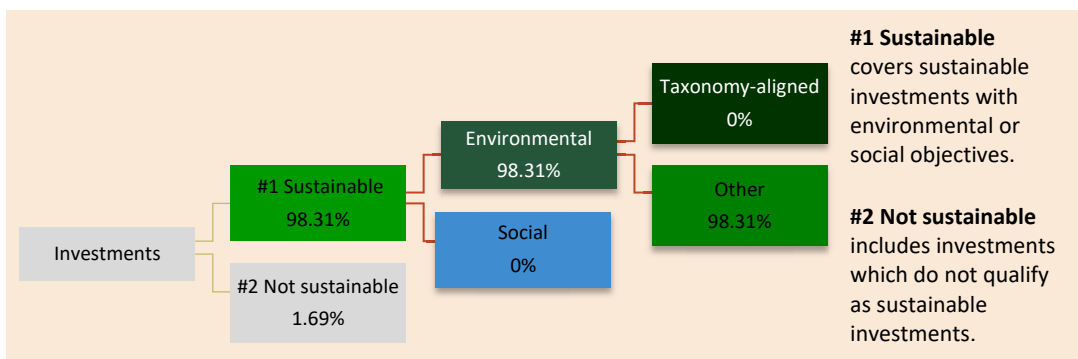 Investments
#1 Sustainable
98.31%
#2 Not sustainable
1.69%
Environmental
98.31%
Social
0%
Taxonomy-aligned
0%
Other
98.31%
#1 Sustainable
covers sustainable
investments with
environmental or
social objectives.
#2 Not sustainable
includes investments
which do not qualify
as sustainable
investments.